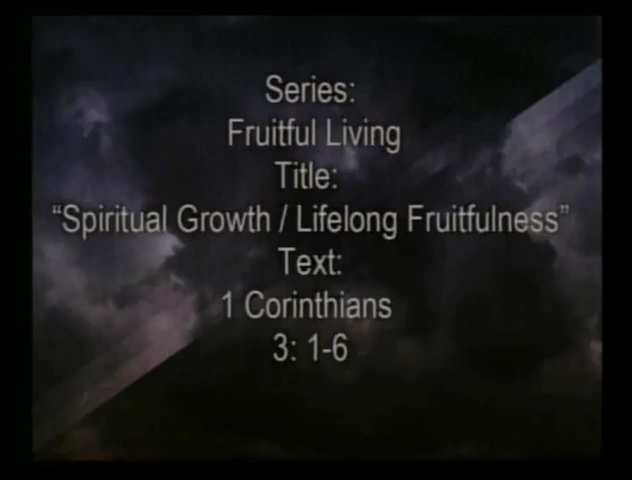 Series:
Fruitful Living
Title:
“Spiritual Growth / Lifelong Fruitfulness”
Text:
1 Corinthians
3: 1-6